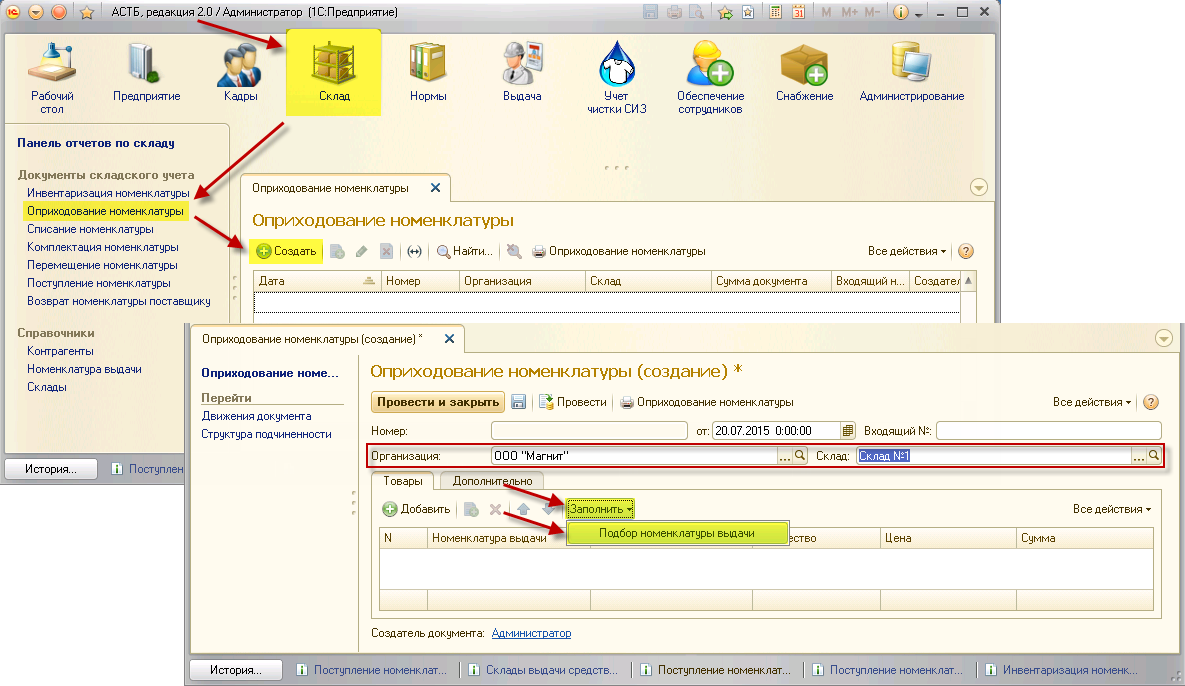 АСТБ, редакция 2.0 / Администратор (1С:Предприятие)
M M+ M-
Рабочий стол
Предприятие
Кадры
Склад
Нормы
Выдача
Учет чистки СИЗ
Обеспечение сотрудников
Снабжение
Администрирование
Панель отчетов по складу
Документы складского учета
Инвентаризация номенклатуры
Оприходование номенклатуры
Списание номенклатуры
Комплектация номенклатуры
Перемещение номенклатуры
Поступление номенклатуры
Возврат номенклатуры поставщику
Справочники
Контрагенты
Номенклатура выдачи
Склады
История...
Поступлен
Оприходование номенклатуры
Оприходование номенклатуры
Создать Найти... Оприходование номенклатуры Все действия
Дата Номер Организация Склад Сумма документа Входящий н... Создател
Оприходование номенклатуры (создание) *
Оприходование номе...
Перейти
Движения документа
Структура подчиненности
Оприходование номенклатуры (создание) *
Провести и закрыть Провести Оприходование номенклатуры Все действия
Номер: от: 20.07.2015 0:00:00 Входящий №:
Организация: ООО "Магнит" ... Склад: Склад №1 ...
Товары Дополнительно
Добавить Заполнить Все действия
Подбор номенклатуры выдачи
N Номенклатура выдачи ество Цена Сумма
Создатель документа: Администратор
История... Поступление номенклат... Склады выдачи средств... Поступление номенклат... Поступление номенклат... Инвентаризация номенк...